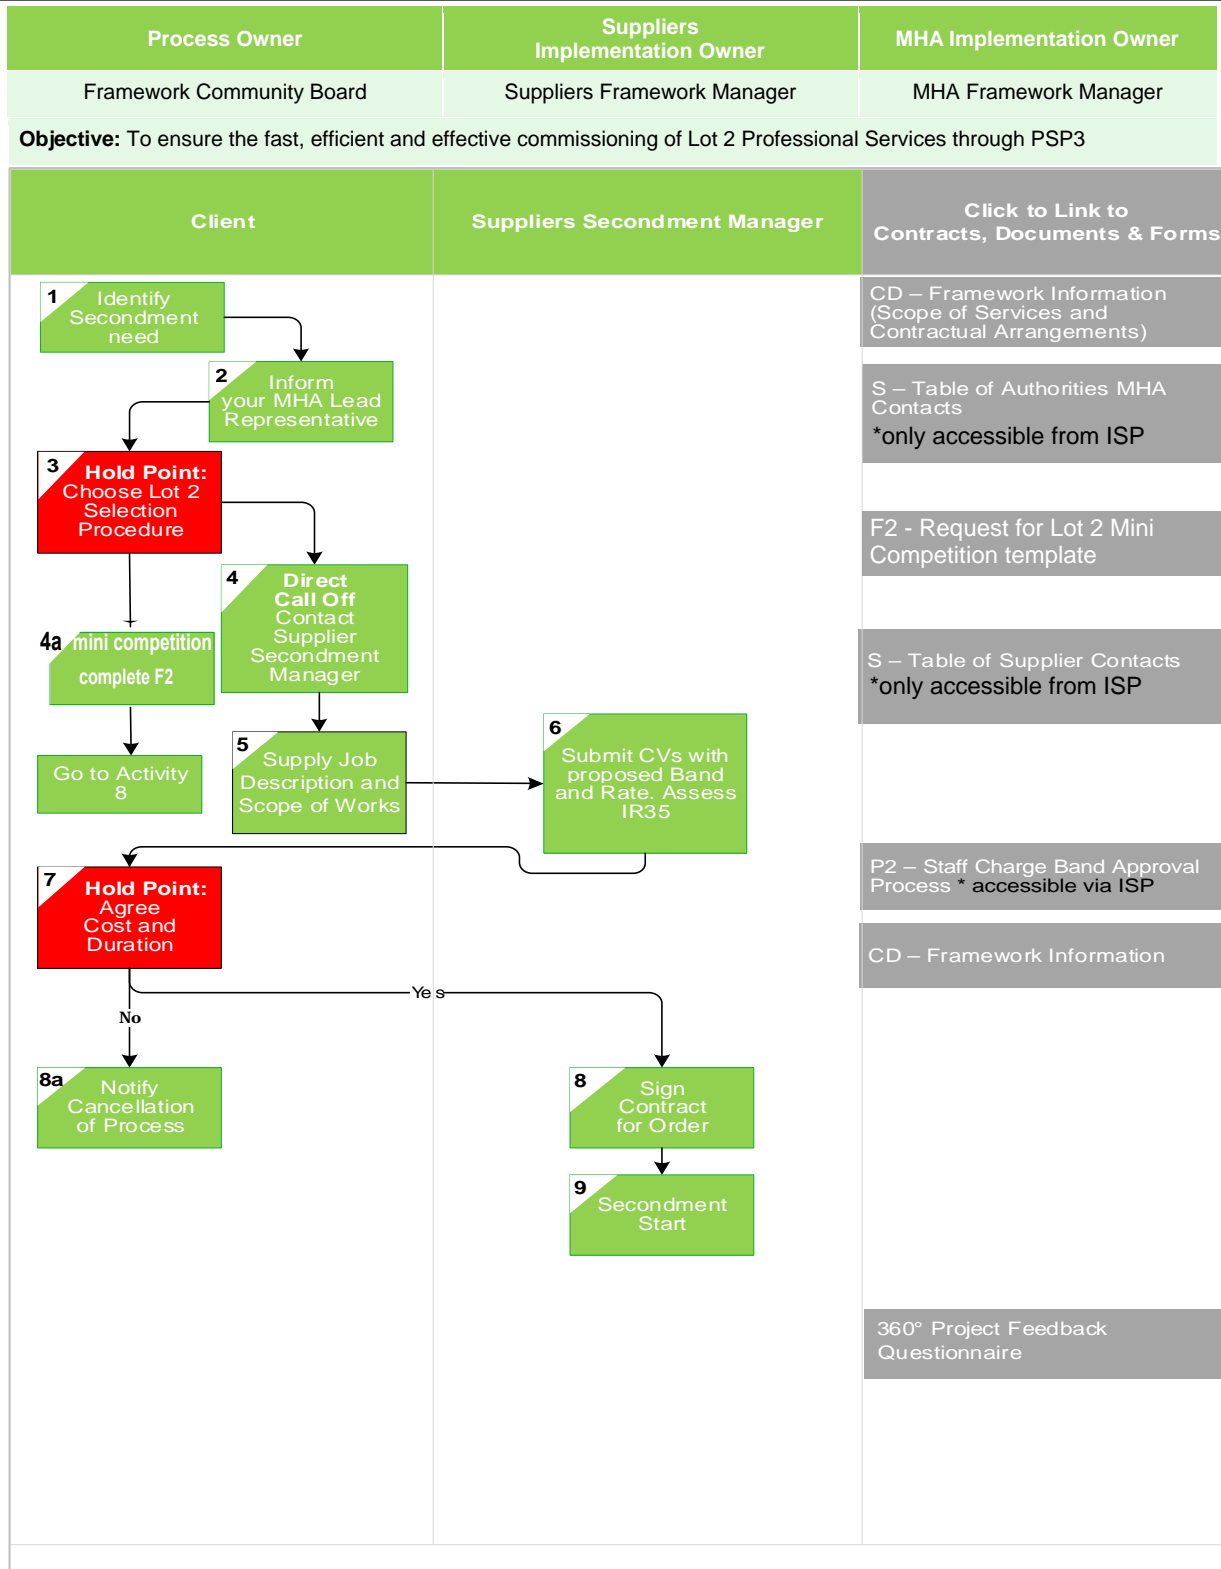 Process Owner
Suppliers
Implementation Owner
MHA Implementation Owner
Framework Community Board
Suppliers Framework Manager
MHA Framework Manager
Objective: To ensure the fast, efficient and effective commissioning of Lot 2 Professional Services through PSP3
Client
Suppliers Secondment Manager
Click to Link to
Contracts, Documents & Forms
1
Identify
Secondment
need
CD – Framework Information
(Scope of Services and
Contractual Arrangements)
2
Inform
your MHA Lead
Representative
S – Table of Authorities MHA
Contacts
*only accessible from ISP
3
Hold Point:
Choose Lot 2
Selection
Procedure
F2 - Request for Lot 2 Mini
Competition template
4
Direct
Call Off
Contact
Supplier
Secondment
Manager
4a mini competition
complete F2
S – Table of Supplier Contacts
*only accessible from ISP
Go to Activity
8
5
Supply Job
Description and
Scope of Works
6
Submit CVs with
proposed Band
and Rate. Assess
IR35
7
Hold Point:
Agree
Cost and
Duration
P2 – Staff Charge Band Approval
Process * accessible via ISP
CD – Framework Information
Yes
No
8a
Notify
Cancellation
of Process
8
Sign
Contract
for Order
9
Secondment
Start
360° Project Feedback
Questionnaire